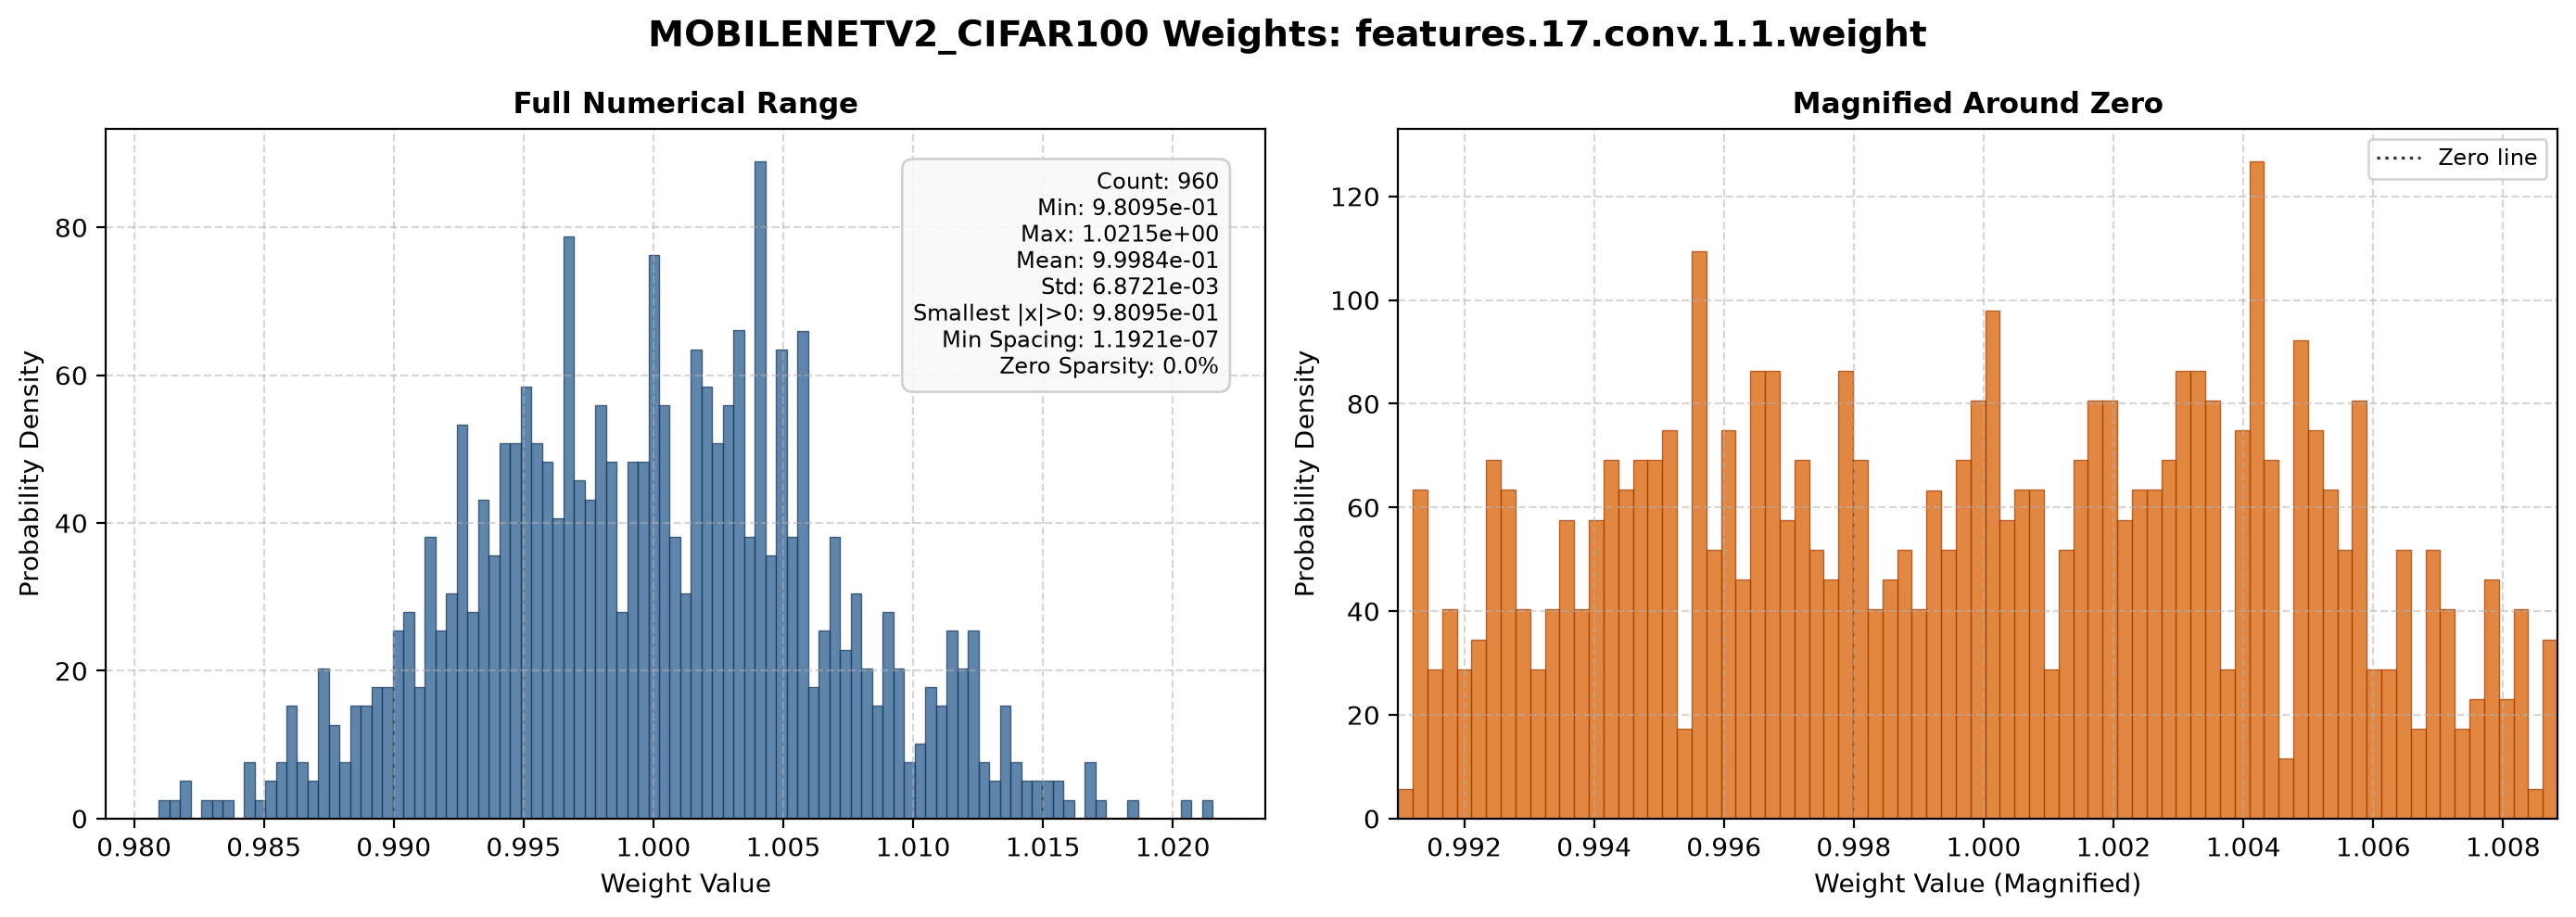 MOBILENETV2_CIFAR100 Weights: features.17.conv.1.1.weight
Full Numerical Range
Probability Density
80
60
40
20
0
Count: 960
Min: 9.8095e-01
Max: 1.0215e+00
Mean: 9.9984e-01
Std: 6.8721e-03
Smallest |x|>0: 9.8095e-01
Min Spacing: 1.1921e-07
Zero Sparsity: 0.0%
0.980 0.985 0.990 0.995 1.000 1.005 1.010 1.015 1.020
Weight Value
Magnified Around Zero
Probability Density
120
100
80
60
40
20
0
Zero line
0.992 0.994 0.996 0.998 1.000 1.002 1.004 1.006 1.008
Weight Value (Magnified)